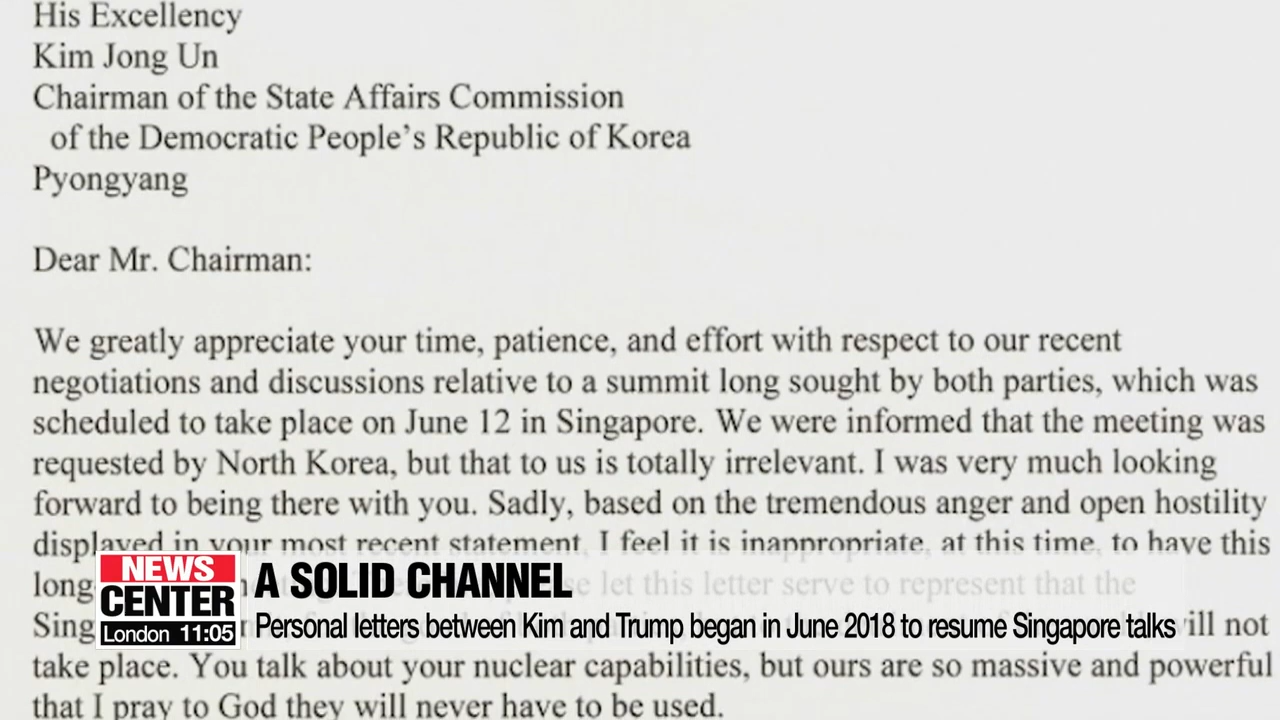 His Excellency
Kim Jong Un
Chairman of the State Affairs Commission
of the Democratic People's Republic of Korea
Pyongyang
Dear Mr. Chairman:
We greatly appreciate your time, patience, and effort with respect to our recent
negotiations and discussions relative to a summit long sought by both parties, which was
scheduled to take place on June 12 in Singapore. We were informed that the meeting was
requested by North Korea, but that to us is totally irrelevant. I was very much looking
forward to being there with you. Sadly, based on the tremendous anger and open hostility
displayed in your most recent statement, I feel it is inappropriate, at this time, to have this
long- let this letter serve to represent that the
Sing will not
take place. You talk about your nuclear capabilities, but ours are so massive and powerful
that I pray to God they will never have to be used.
NEWS
CENTER
London 11:05
A SOLID CHANNEL
Personal letters between Kim and Trump began in June 2018 to resume Singapore talks